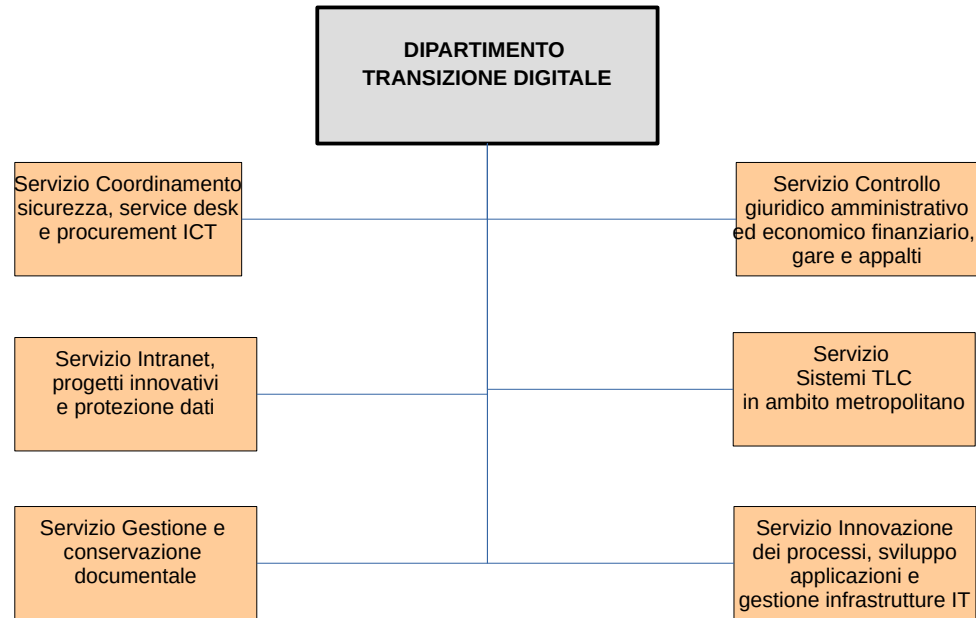 DIPARTIMENTO
TRANSIZIONE DIGITALE
Servizio Coordinamento
sicurezza, service desk
e procurement ICT
Servizio Controllo
giuridico amministrativo
ed economico finanziario,
gare e appalti
Servizio Intranet,
progetti innovativi
e protezione dati
Servizio
Sistemi TLC
in ambito metropolitano
Servizio Gestione e
conservazione
documentale
Servizio Innovazione
dei processi, sviluppo
applicazioni e
gestione infrastrutture IT